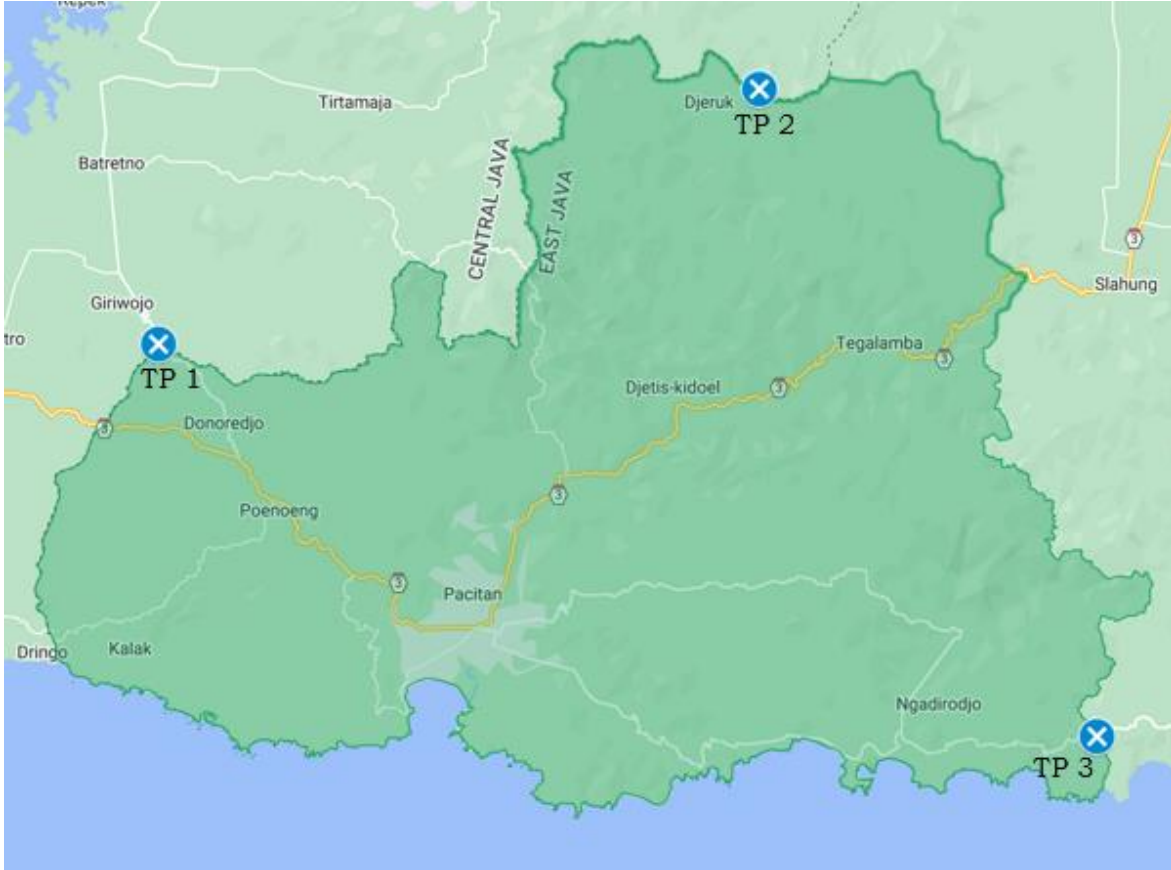 Tirtamaja
Djeruk
TP 2
Batretno
CENTRAL JAVA
EAST JAVA
3
Slahung
Giriwojo
tro
TP 1
Tegalamba
3
Djetis-kidoel
3
Donoredjo
3
Poenoeng
3
3
Pacitan
Dringo
Kalak
Ngadirodjo
TP 3